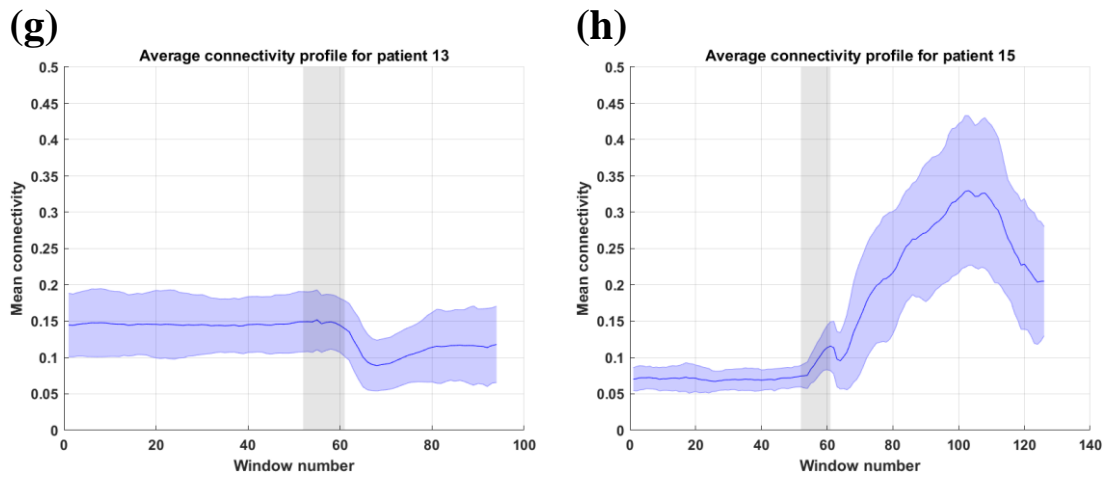 (g)
Average connectivity profile for patient 13
0.5
0.45
0.4
0.35
0.3
0.25
0.2
0.15
0.1
0.05
0
Mean connectivity
0 20 40 60 80 100
Window number
(h)
Average connectivity profile for patient 15
0.5
0.45
0.4
0.35
0.3
0.25
0.2
0.15
0.1
0.05
0
Mean connectivity
0 20 40 60 80 100 120 140
Window number